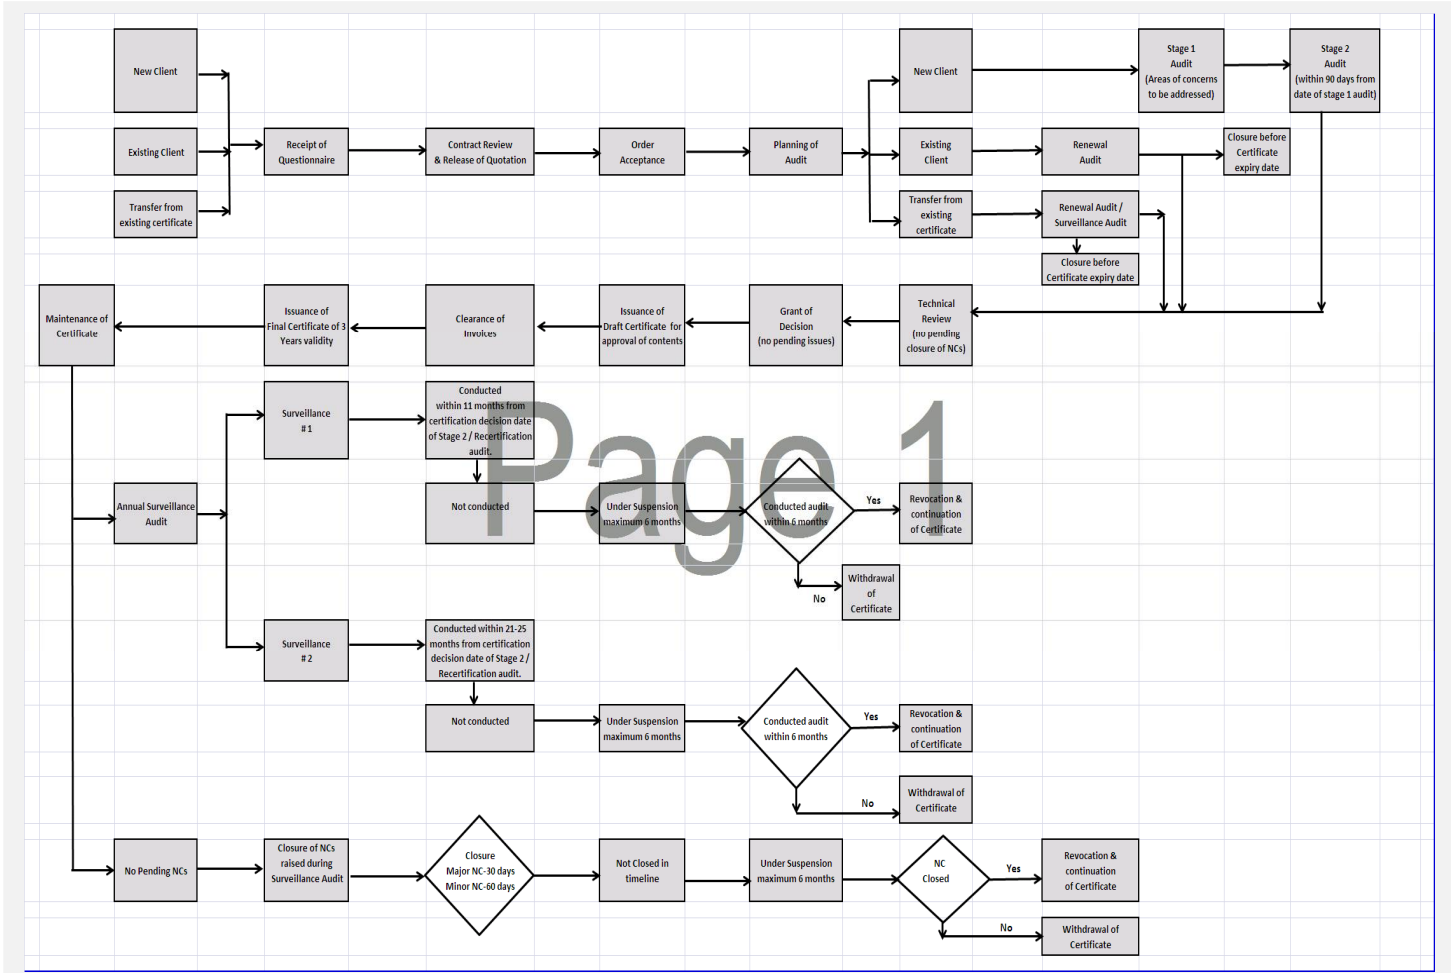 New Client
Existing Client
Transfer from
existing certificate
Receipt of
Questionnaire
Contract Review
& Release of Quotation
Order
Acceptance
Planning of
Audit
New Client
Stage 1
Audit
(Areas of concerns
to be addressed)
Stage 2
Audit
(within 90 days from
date of stage 1 audit)
Existing
Client
Renewal
Audit
Closure before
Certificate
expiry date
Transfer from
existing
certificate
Renewal Audit /
Surveillance Audit
Closure before
Certificate expiry date
Maintenance of
Certificate
Issuance of
Final Certificate of 3
Years validity
Clearance of
Invoices
Issuance of
Draft Certificate for
approval of contents
Grant of
Decision
(no pending issues)
Technical
Review
(no pending
closure of NCs)
Annual Surveillance
Audit
Surveillance
# 1
Conducted
within 11 months from
certification decision date
of Stage 2 / Recertification
audit.
Page 1
Not conducted
Under Suspension
maximum 6 months
Conducted audit
within 6 months
Yes
Revocation &
continuation
of Certificate
No
Withdrawal
of
Certificate
Surveillance
# 2
Conducted within 21-25
months from certification
decision date of Stage 2 /
Recertification audit.
Not conducted
Under Suspension
maximum 6 months
Conducted audit
within 6 months
Yes
Revocation &
continuation
of Certificate
No
Withdrawal of
Certificate
No Pending NCs
Closure of NCs
raised during
Surveillance Audit
Closure
Major NC-30 days
Minor NC-60 days
Not Closed in
timeline
Under Suspension
maximum 6 months
NC
Closed
Yes
Revocation &
continuation
of Certificate
No
Withdrawal of
Certificate